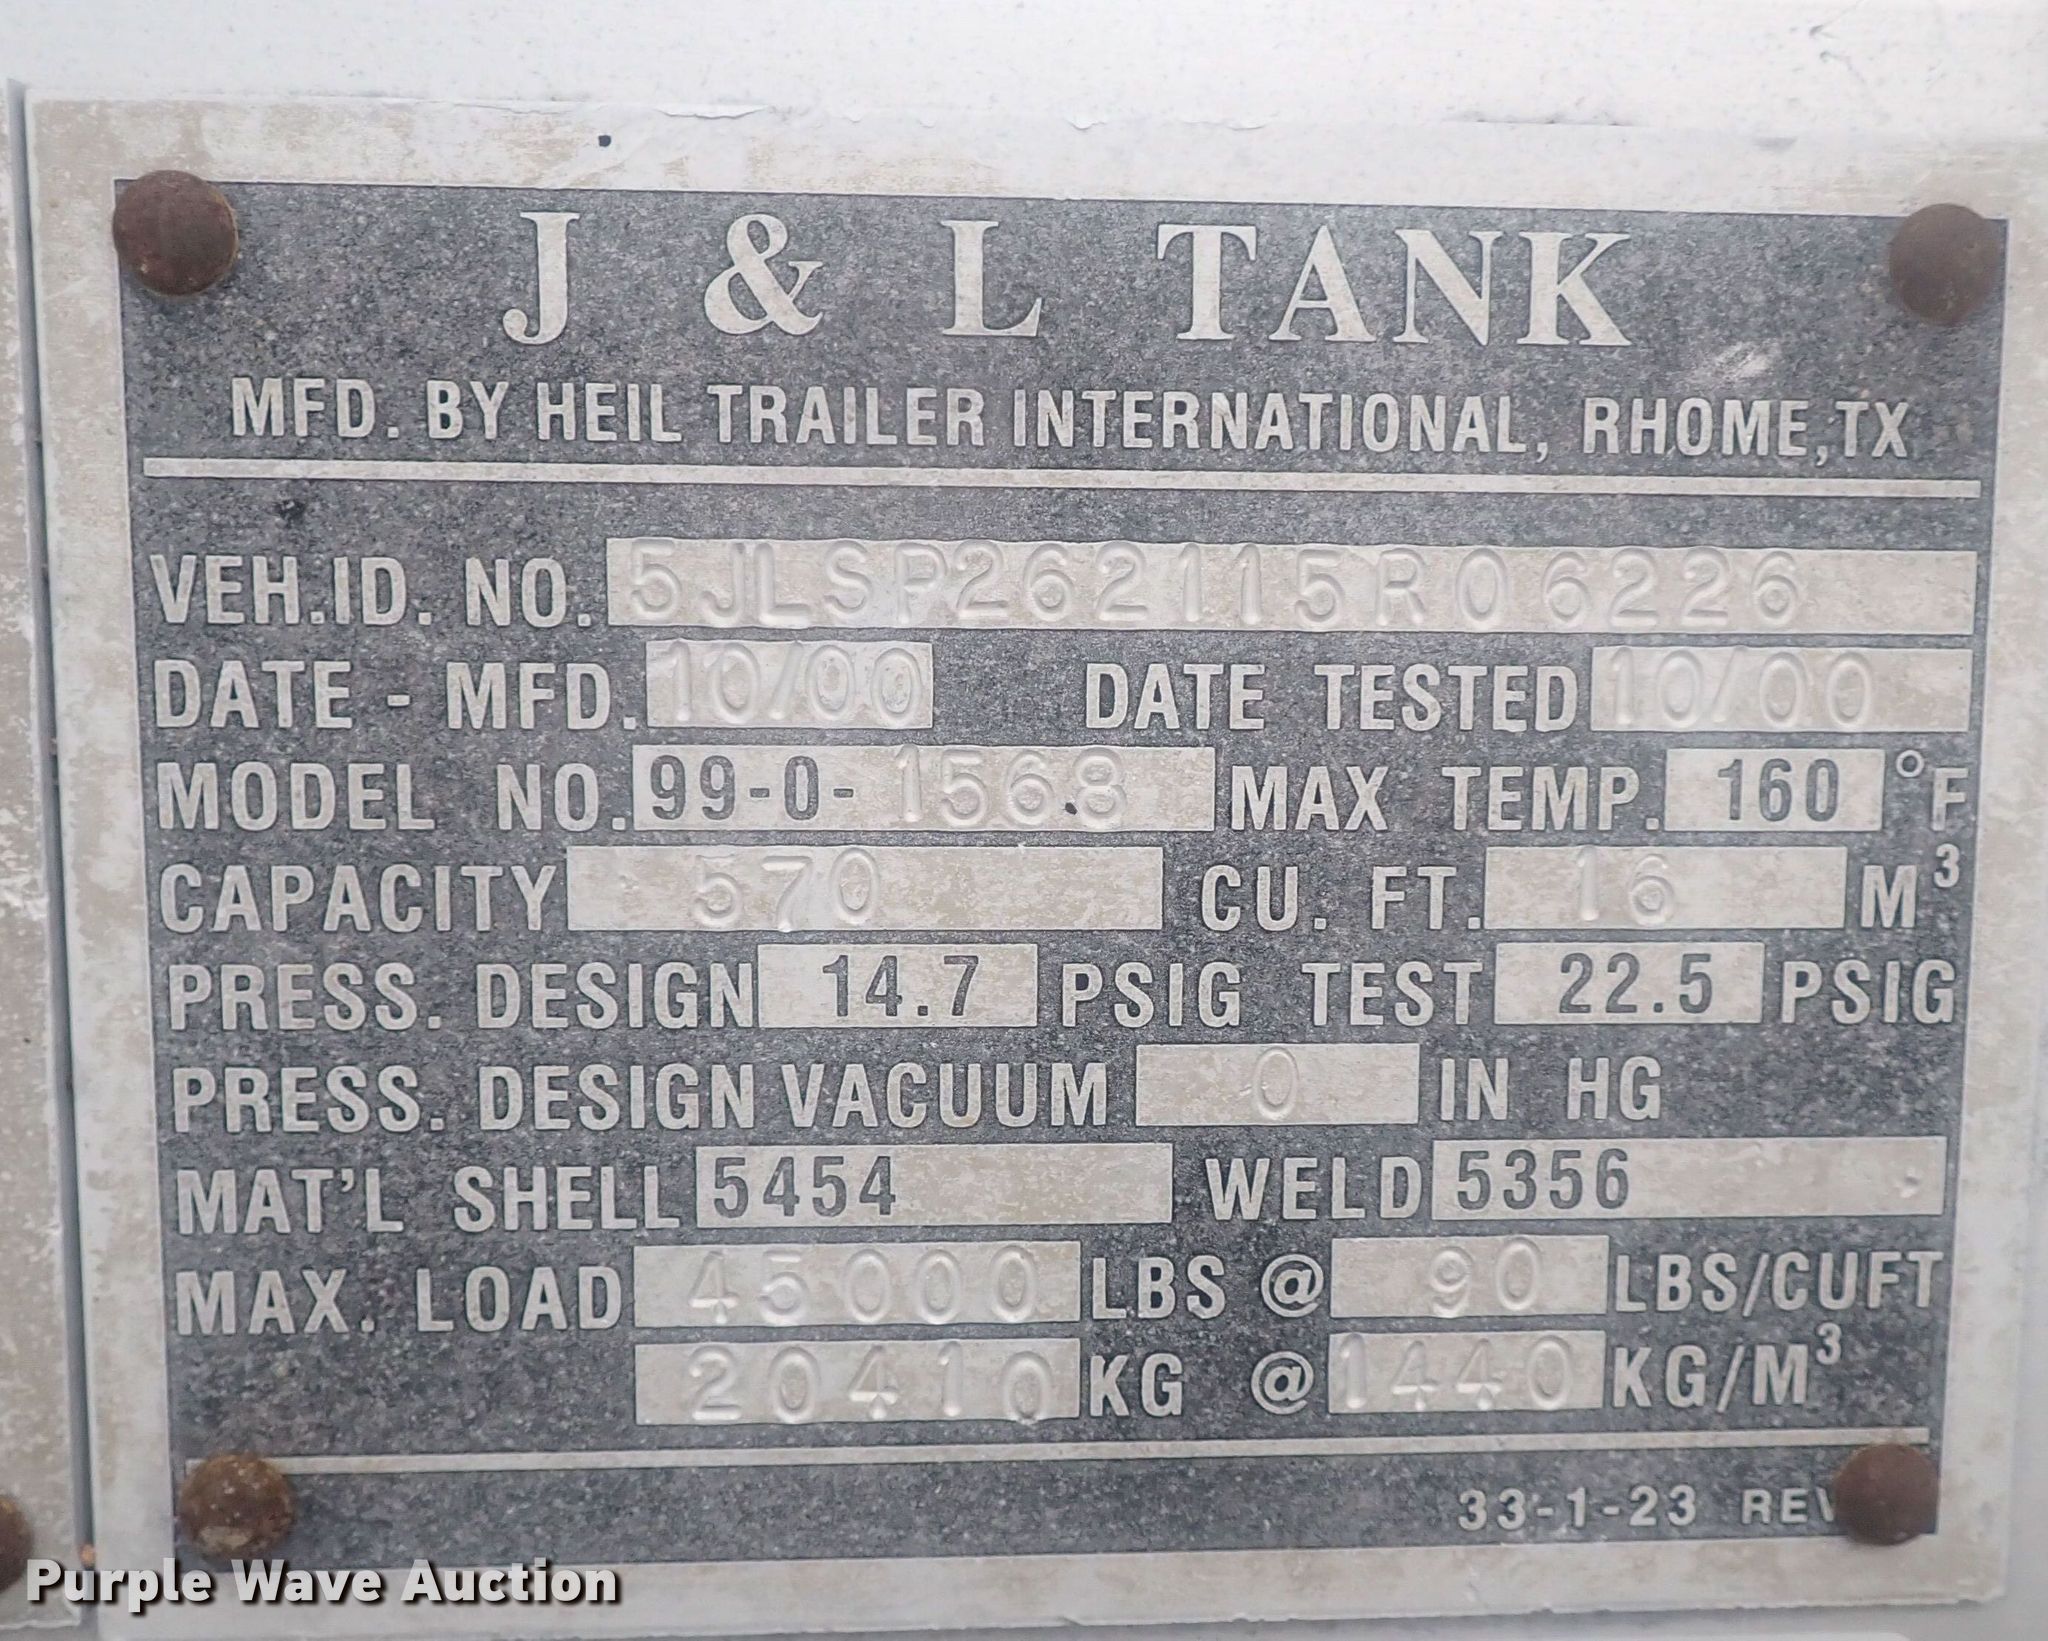 J & L TANK
MFD. BY HEIL TRAILER INTERNATIONAL, RHOME, TX
VEH.ID. NO. 5JLSP262115R06226
DATE - MFD. 10/00 DATE TESTED 10/00
MODEL NO. 99-0-1568 MAX TEMP. 160 °F
CAPACITY 570 CU. FT. 16 M³
PRESS. DESIGN 14.7 PSIG TEST 22.5 PSIG
PRESS. DESIGN VACUUM 0 IN HG
MAT'L SHELL 5454 WELD 5356
MAX. LOAD 45000 LBS @ 90 LBS/CUFT
20410 KG @ 1440 KG/M³
33-1-23 REV
Purple Wave Auction